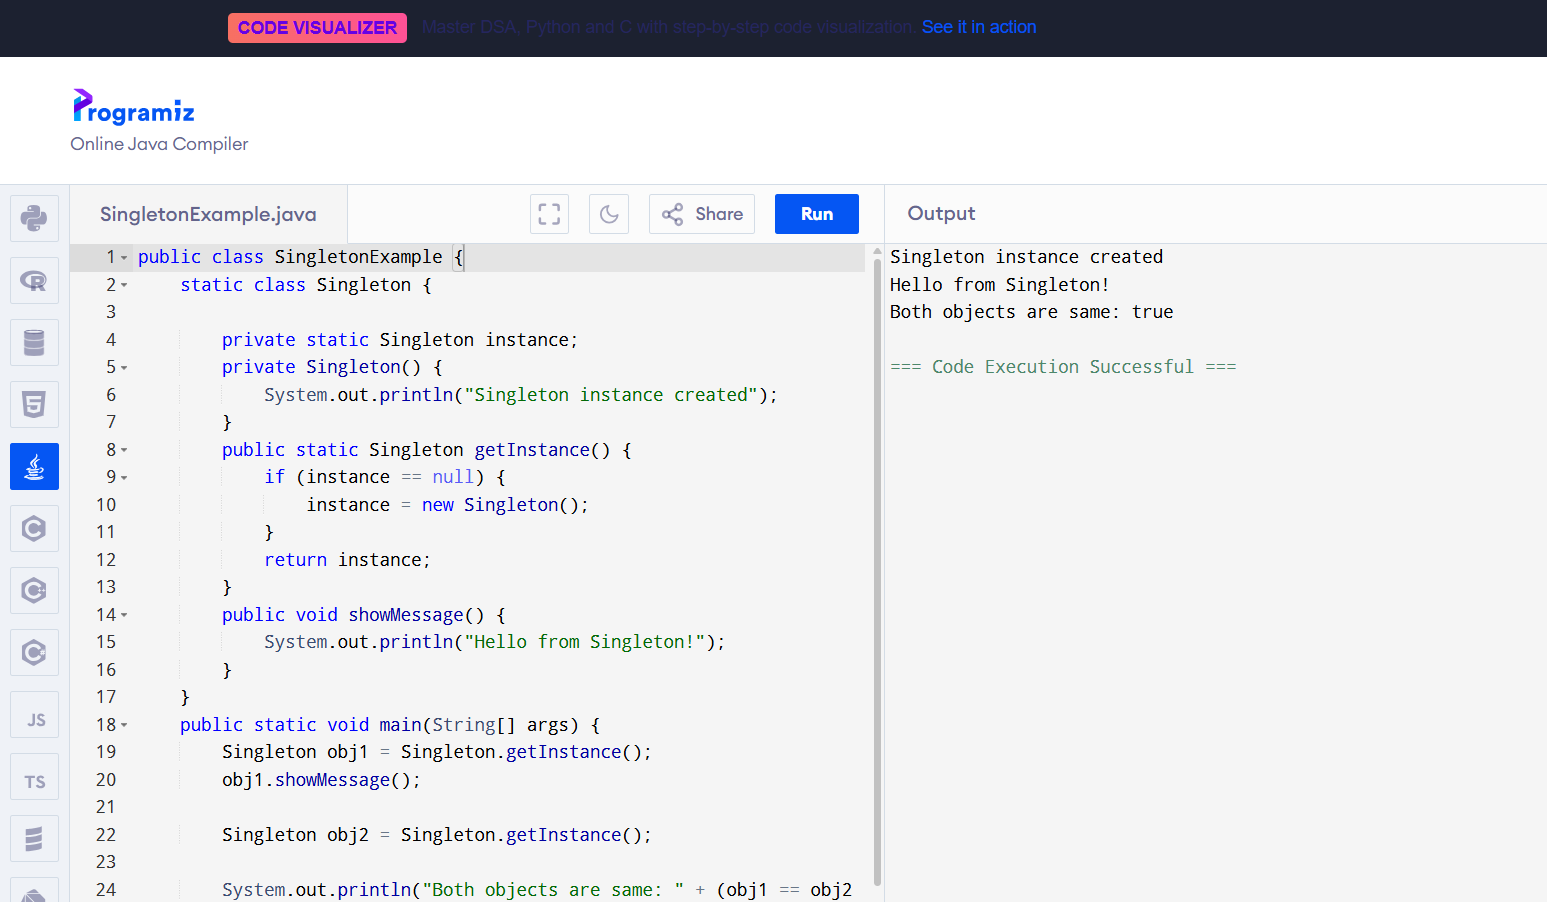 CODE VISUALIZER Master DSA, Python and C with step-by-step code visualization See it in action
Programiz
Online Java Compiler
SingletonExample.java
Share
Run
Output
1 public class SingletonExample {
2 static class Singleton {
3
4 private static Singleton instance;
5 private Singleton() {
6 System.out.println("Singleton instance created");
7 }
8 public static Singleton getInstance() {
9 if (instance == null) {
10 instance = new Singleton();
11 }
12 return instance;
13 }
14 public void showMessage() {
15 System.out.println("Hello from Singleton!");
16 }
17 }
18 public static void main(String[] args) {
19 Singleton obj1 = Singleton.getInstance();
20 obj1.showMessage();
21
22 Singleton obj2 = Singleton.getInstance();
23
24 System.out.println("Both objects are same: " + (obj1 == obj2
Singleton instance created
Hello from Singleton!
Both objects are same: true
=== Code Execution Successful ===
R
5
C
C
C
JS
TS